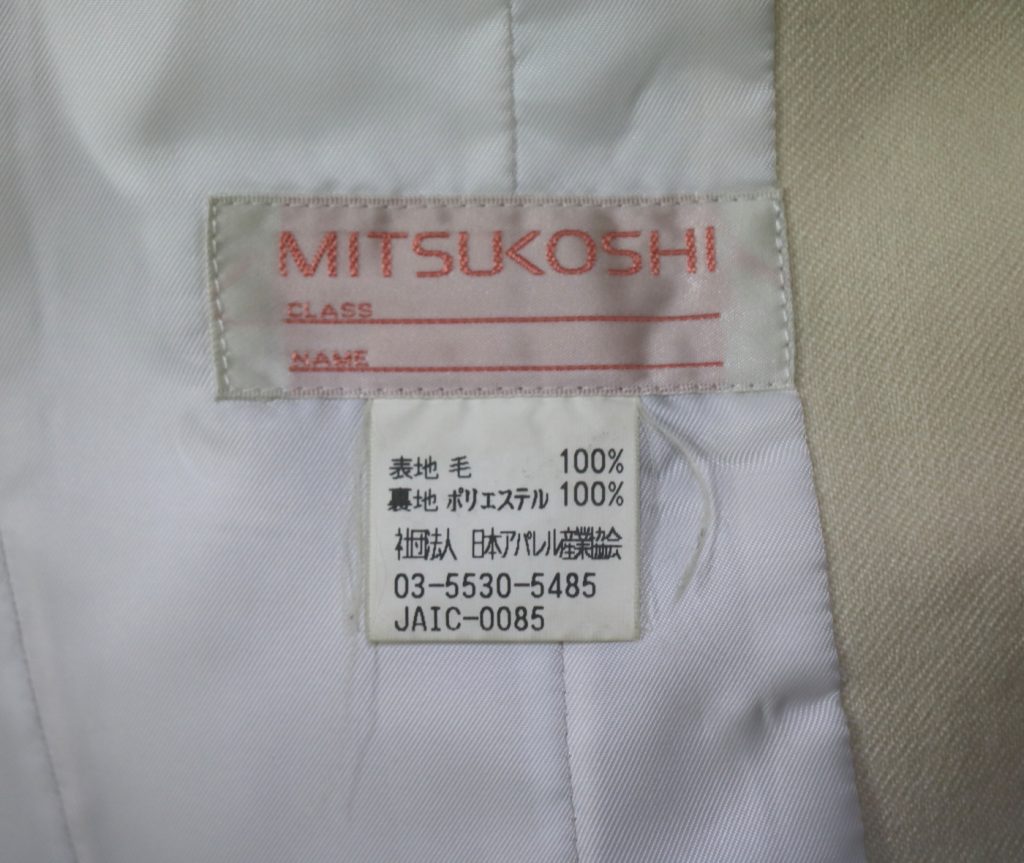 MITSUKOSHI
CLASS
NAME
表地 毛 100%
裏地 ポリエステル 100%
社団法人 日本アパレル産業協会
03-5530-5485
JAIC-0085